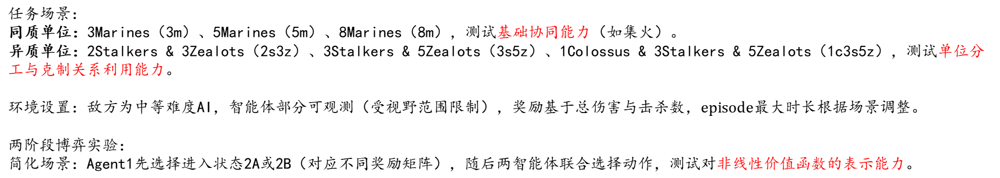 任务场景：
同质单位：3Marines（3m）、5Marines（5m）、8Marines（8m），测试基础协同能力（如集火）。
异质单位：2Stalkers & 3Zealots（2s3z）、3Stalkers & 5Zealots（3s5z）、1Colossus & 3Stalkers & 5Zealots（1c3s5z），测试单位分
工与克制关系利用能力。
环境设置：敌方为中等难度AI，智能体部分可观测（受视野范围限制），奖励基于总伤害与击杀数，episode最大时长根据场景调整。
两阶段博弈实验：
简化场景：Agent1先选择进入状态2A或2B（对应不同奖励矩阵），随后两智能体联合选择动作，测试对非线性价值函数的表示能力。